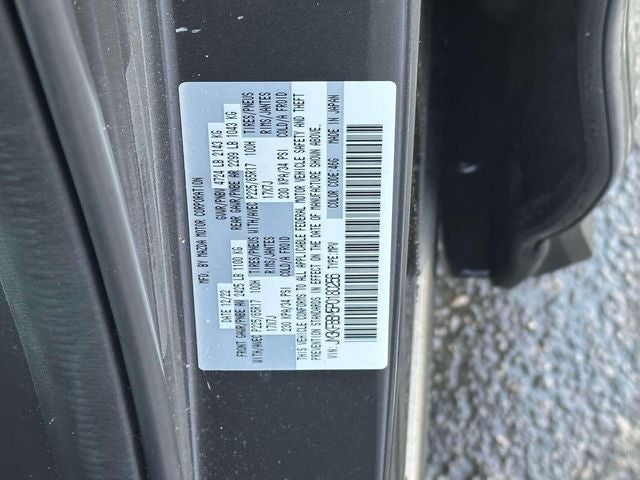 MFD. BY MAZDA MOTOR CORPORATION
DATE 12/22 GVWR/PNBV 4724 LB 2143 KG
FRONT GAWR/PNBE AV 2425 LB 1100 KG REAR GAWR/PNBE AR 2299 LB 1043 KG
WITH/AVEC P225/65R17 100H TIRES/PNEUS WITH/AVEC P225/65R17 100H TIRES/PNEUS
17X7J RIMS/JANTES 17X7J RIMS/JANTES
230 KPA/34 PSI COLD/A FROID 230 KPA/34 PSI COLD/A FROID
THIS VEHICLE CONFORMS TO ALL APPLICABLE FEDERAL MOTOR VEHICLE SAFETY AND THEFT
PREVENTION STANDARDS IN EFFECT ON THE DATE OF MANUFACTURE SHOWN ABOVE.
VIN: TYPE:MPV
COLOR CODE:46G MADE IN JAPAN